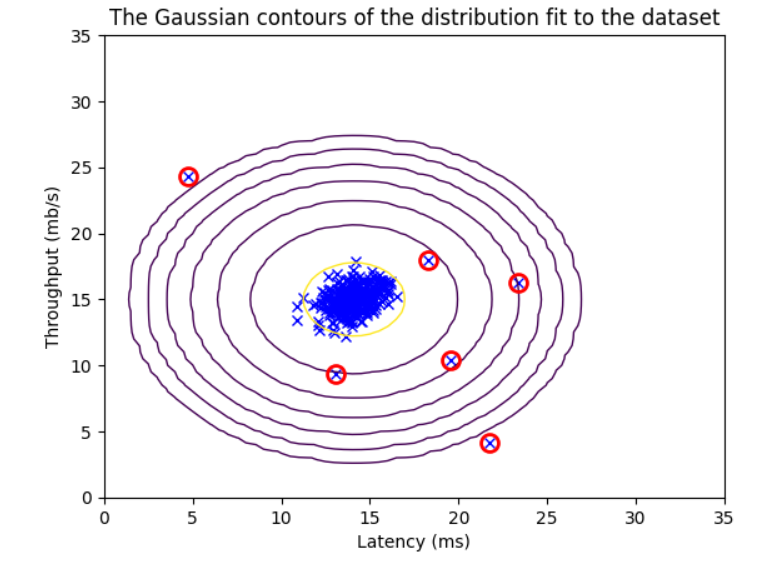 The Gaussian contours of the distribution fit to the dataset
35
30
25
20
15
10
5
0
Throughput (mb/s)
0 5 10 15 20 25 30 35
Latency (ms)